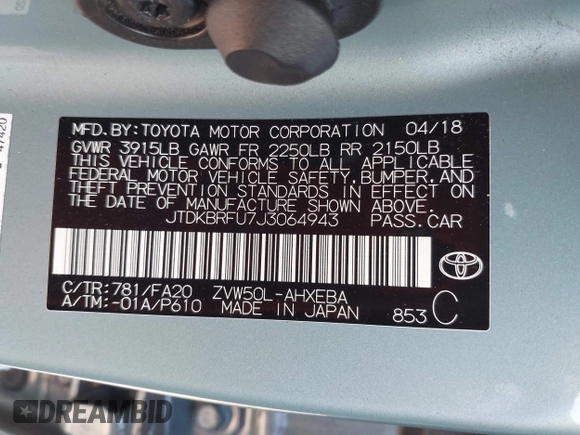 MFD.BY:TOYOTA MOTOR CORPORATION 04/18
GVWR 3915LB GAWR FR 2250LB RR 2150LB
THIS VEHICLE CONFORMS TO ALL APPLICABLE
FEDERAL MOTOR VEHICLE SAFETY,BUMPER,AND
THEFT PREVENTION STANDARDS IN EFFECT ON
THE DATE OF MANUFACTURE SHOWN ABOVE.
JTDKBRFU7J3064943 PASS.CAR
C/TR:781/FA20 ZVW50L-AHXEBA
A/TM:-01A/P610 MADE IN JAPAN 853 C
47420
DREAMBID